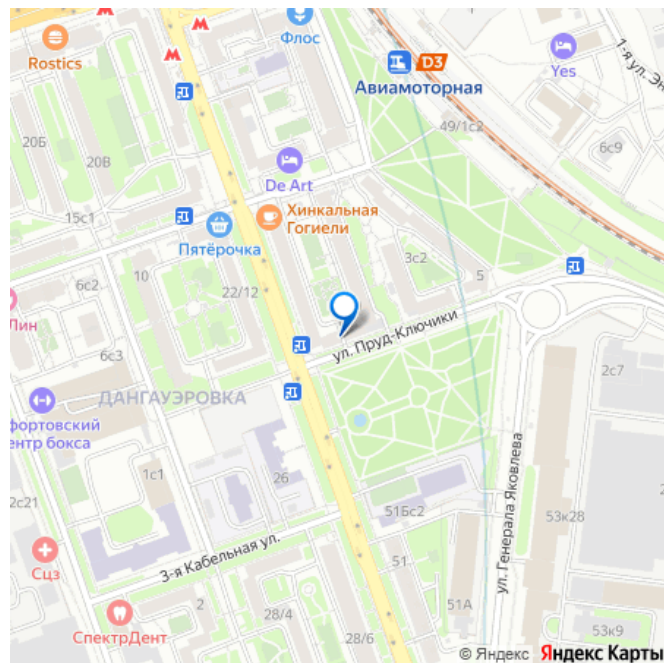 Rostics
Флос
D3
Авиамоторная
Yes
1-я ул. Эн
49/1с2
6с9
20Б
20В
De Art
15с1
Хинкальная
Гогиели
Пятёрочка
3с2
5
6с2
10
22/12
Лин
ул. Пруд-Ключики
6с3
2с7
ДАНГАУЭРОВКА
фортовский
ентр бокса
1с1
26
2с21
51Бс2
53к28
ул. Генерала Яковлева
3-я Кабельная ул.
Сцз
51
2
28/4
51А
СпектрДент
28/6
53к9
© Яндекс Яндекс Карты